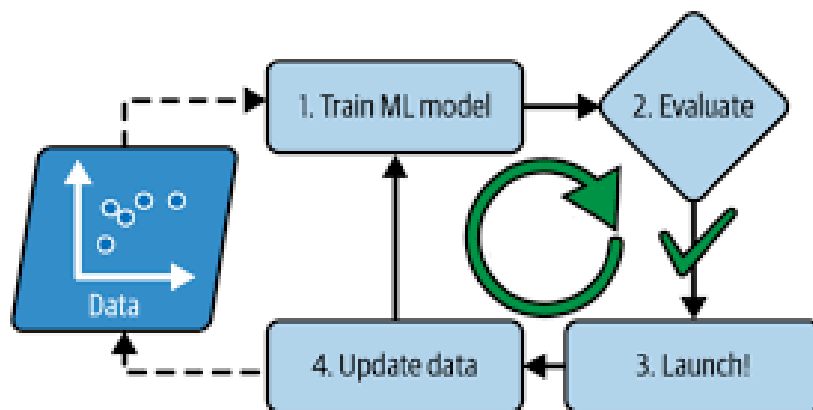 1. Train ML model
2. Evaluate
Data
4. Update data
3. Launch!